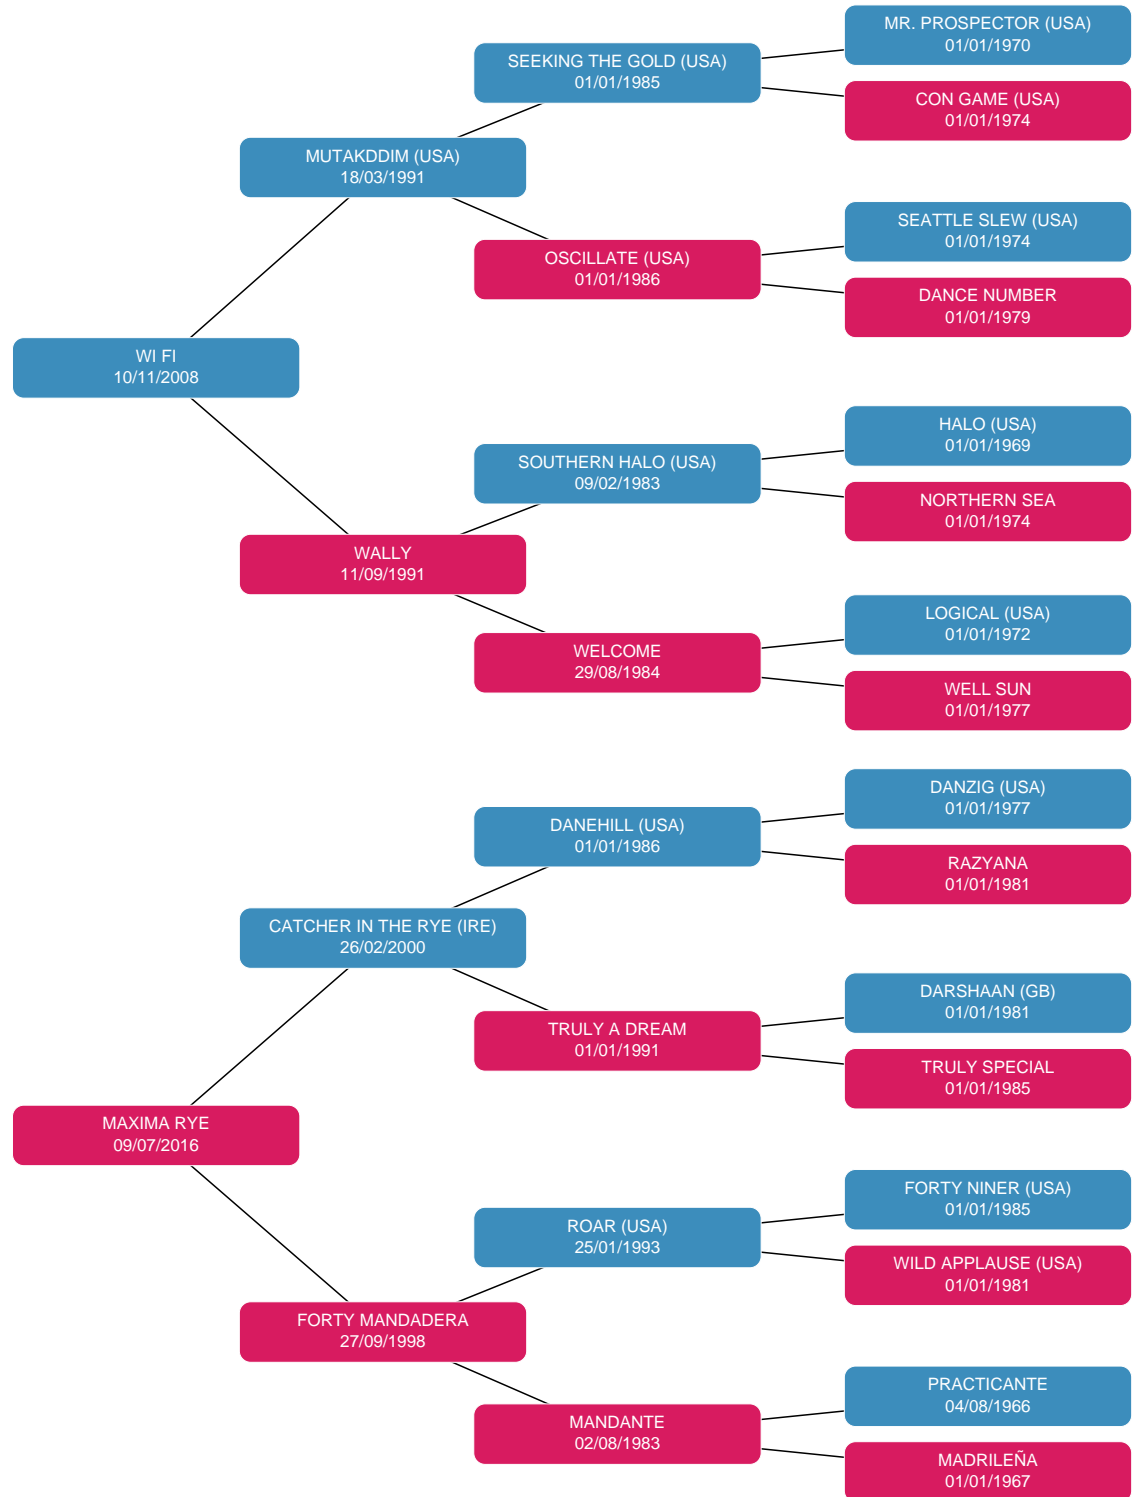 MR. PROSPECTOR (USA)
01/01/1970
SEEKING THE GOLD (USA)
01/01/1985
CON GAME (USA)
01/01/1974
MUTAKDDIM (USA)
18/03/1991
SEATTLE SLEW (USA)
01/01/1974
OSCILLATE (USA)
01/01/1986
DANCE NUMBER
01/01/1979
WI FI
10/11/2008
HALO (USA)
01/01/1969
SOUTHERN HALO (USA)
09/02/1983
NORTHERN SEA
01/01/1974
WALLY
11/09/1991
LOGICAL (USA)
01/01/1972
WELCOME
29/08/1984
WELL SUN
01/01/1977
DANZIG (USA)
01/01/1977
DANEHILL (USA)
01/01/1986
RAZYANA
01/01/1981
CATCHER IN THE RYE (IRE)
26/02/2000
DARSHAAN (GB)
01/01/1981
TRULY A DREAM
01/01/1991
TRULY SPECIAL
01/01/1985
MAXIMA RYE
09/07/2016
FORTY NINER (USA)
01/01/1985
ROAR (USA)
25/01/1993
WILD APPLAUSE (USA)
01/01/1981
FORTY MANDADERA
27/09/1998
PRACTICANTE
04/08/1966
MANDANTE
02/08/1983
MADRILEÑA
01/01/1967